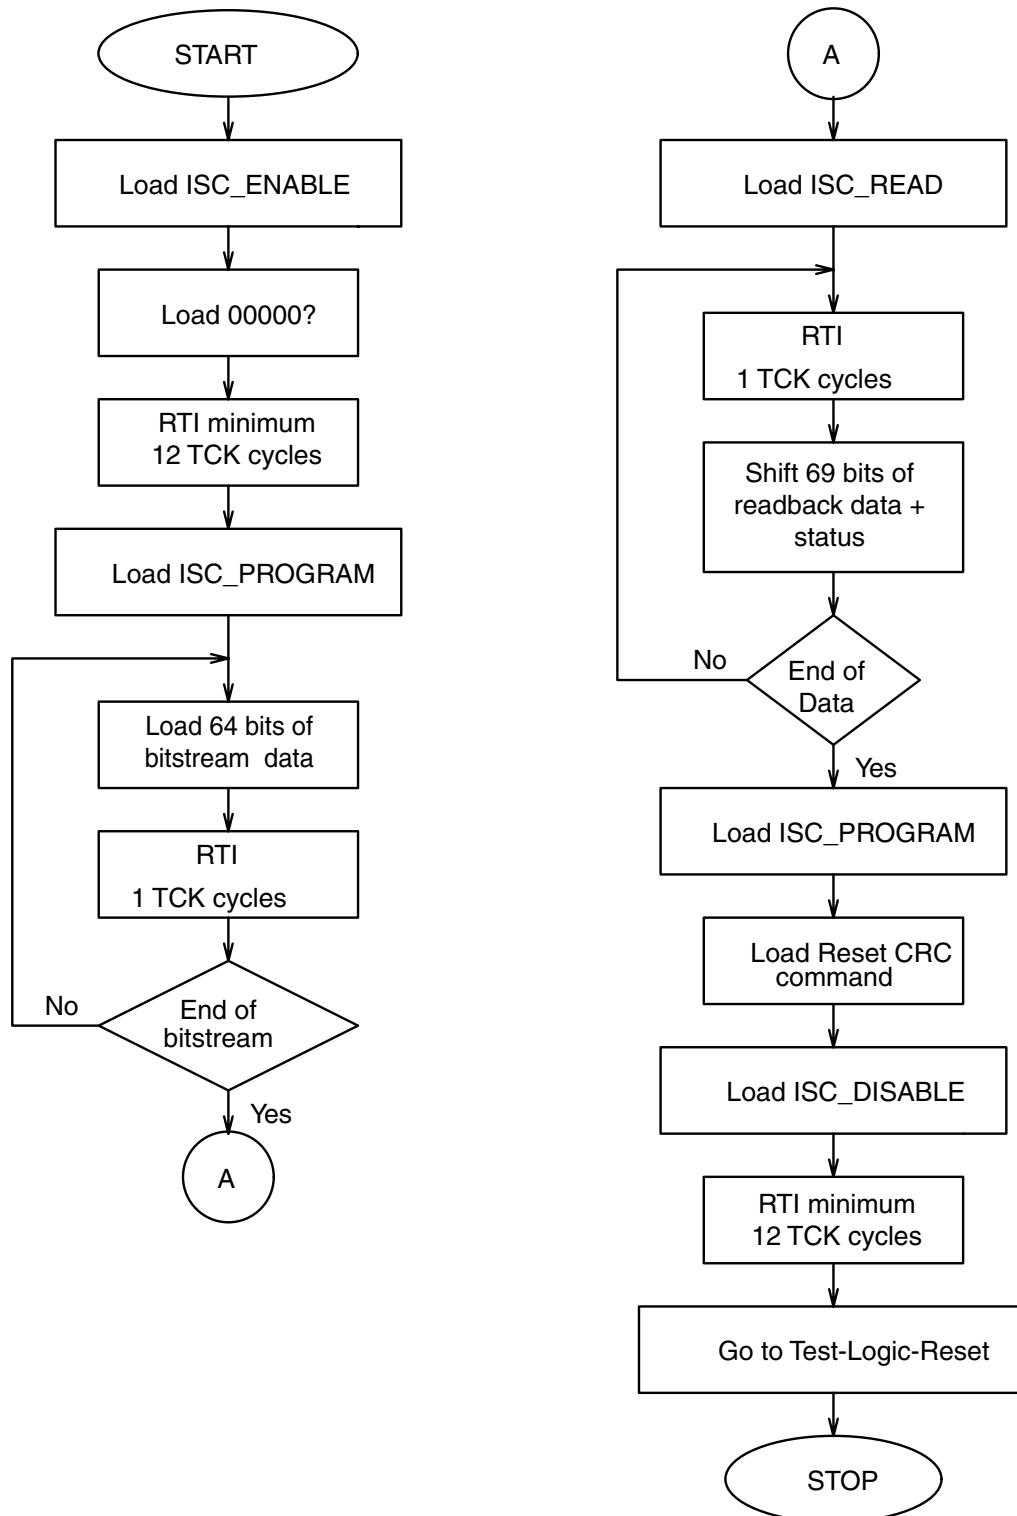 START
Load ISC_ENABLE
Load 00000?
RTI minimum
12 TCK cycles
Load ISC_PROGRAM
Load 64 bits of
bitstream data
RTI
1 TCK cycles
No
End of
bitstream
Yes
A
A
Load ISC_READ
RTI
1 TCK cycles
Shift 69 bits of
readback data +
status
No
End of
Data
Yes
Load ISC_PROGRAM
Load Reset CRC
command
Load ISC_DISABLE
RTI minimum
12 TCK cycles
Go to Test-Logic-Reset
STOP